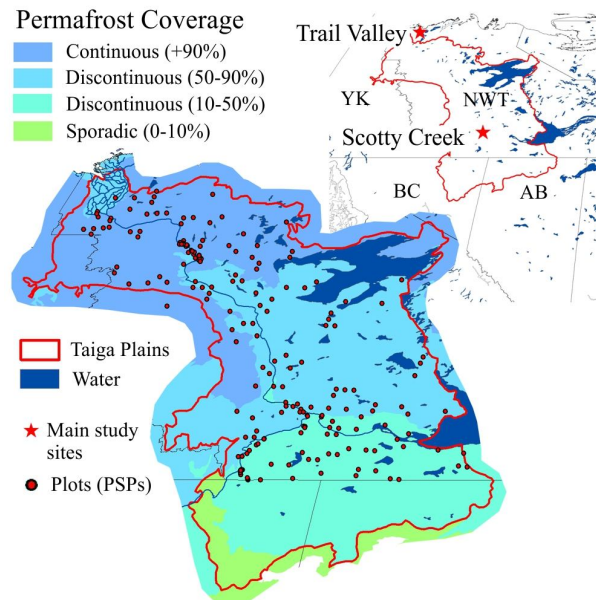 Permafrost Coverage
Continuous (+90%)
Discontinuous (50-90%)
Discontinuous (10-50%)
Sporadic (0-10%)
Trail Valley
YK
NWT
Scotty Creek
BC
AB
Taiga Plains
Water
Main study
sites
Plots (PSPs)